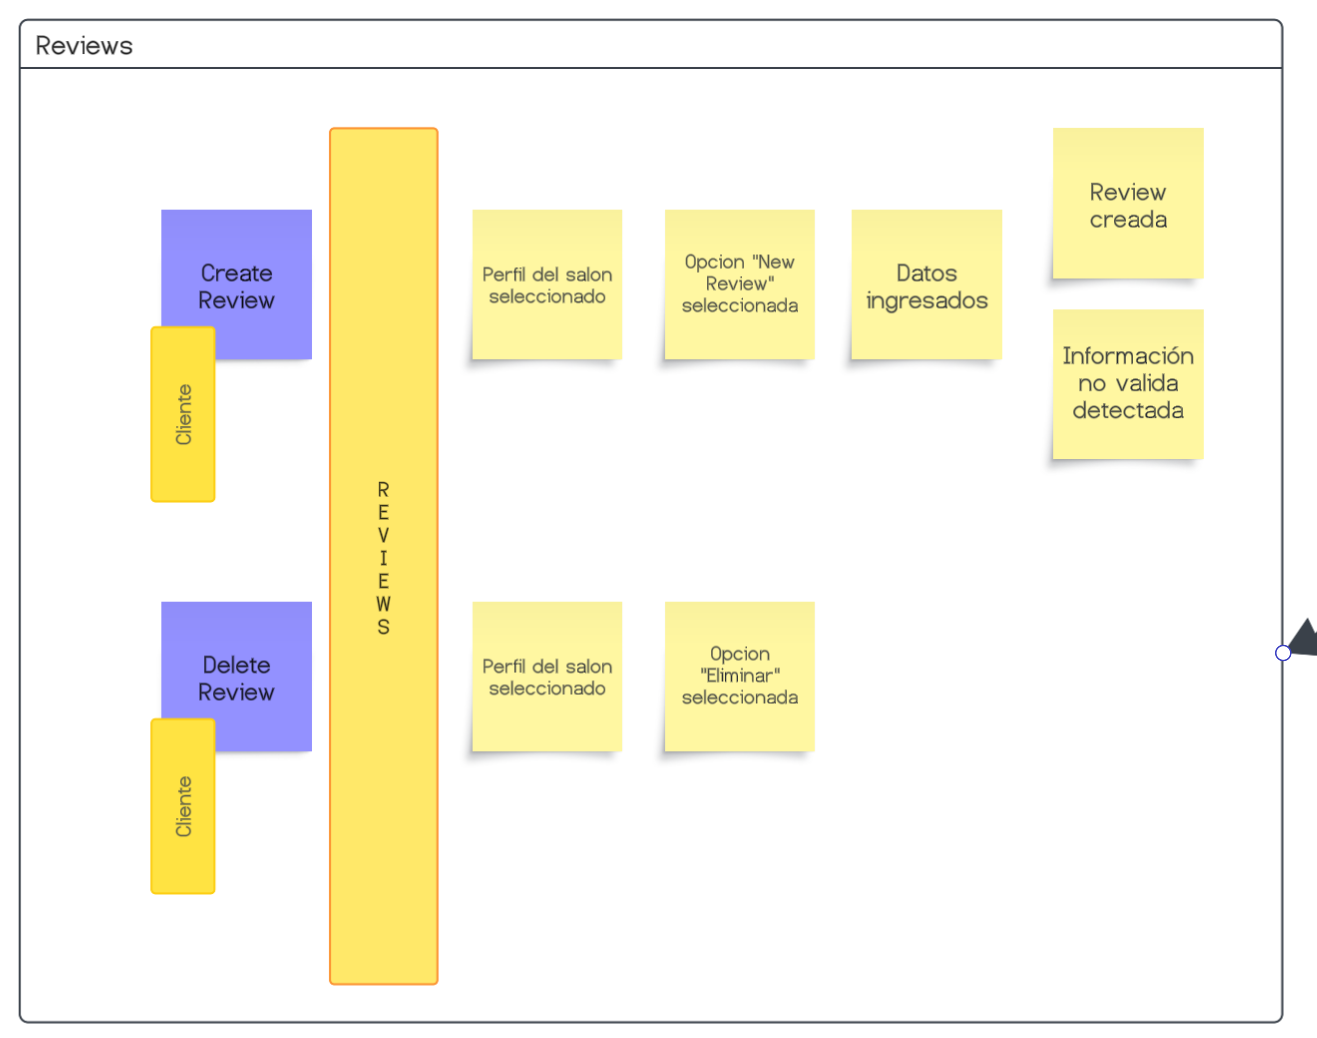 Reviews
Create
Review
Cliente
R
E
V
I
E
W
S
Perfil del salon
seleccionado
Opcion "New
Review"
seleccionada
Datos
ingresados
Review
creada
Información
no valida
detectada
Delete
Review
Cliente
Perfil del salon
seleccionado
Opcion
"Eliminar"
seleccionada